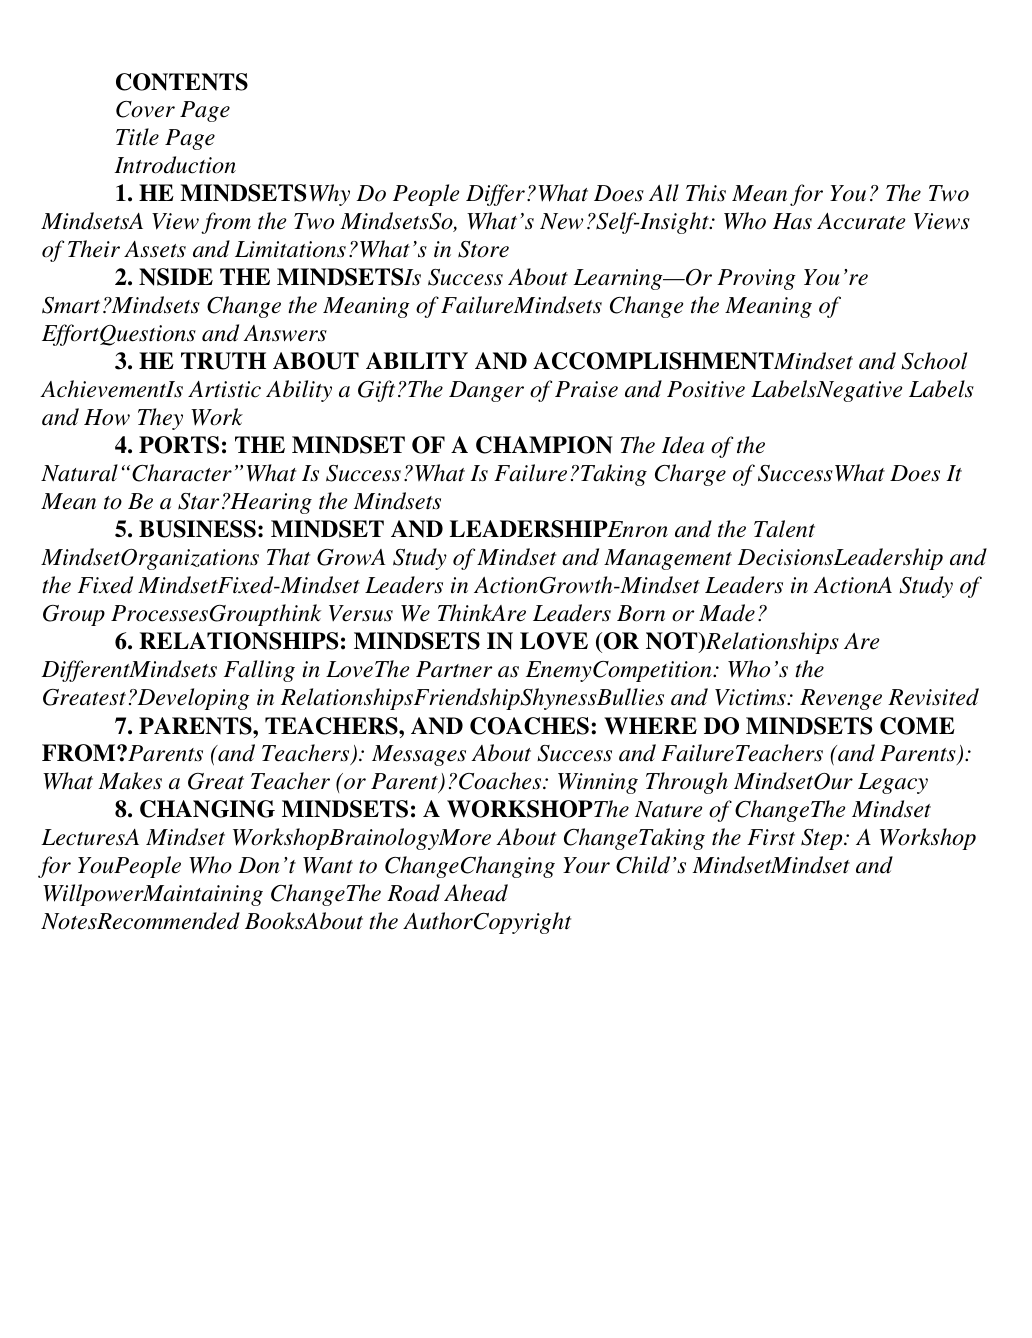 CONTENTS
Cover Page
Title Page
Introduction
1. HE MINDSETSWhy Do People Differ?What Does All This Mean for You? The Two
MindsetsA View from the Two MindsetsSo, What’s New?Self-Insight: Who Has Accurate Views
of Their Assets and Limitations?What’s in Store
2. NSIDE THE MINDSETSIs Success About Learning—Or Proving You’re
Smart?Mindsets Change the Meaning of FailureMindsets Change the Meaning of
EffortQuestions and Answers
3. HE TRUTH ABOUT ABILITY AND ACCOMPLISHMENTMindset and School
AchievementIs Artistic Ability a Gift?The Danger of Praise and Positive LabelsNegative Labels
and How They Work
4. PORTS: THE MINDSET OF A CHAMPION The Idea of the
Natural“Character”What Is Success?What Is Failure?Taking Charge of SuccessWhat Does It
Mean to Be a Star?Hearing the Mindsets
5. BUSINESS: MINDSET AND LEADERSHIPEnron and the Talent
MindsetOrganizations That GrowA Study of Mindset and Management DecisionsLeadership and
the Fixed MindsetFixed-Mindset Leaders in ActionGrowth-Mindset Leaders in ActionA Study of
Group ProcessesGroupthink Versus We ThinkAre Leaders Born or Made?
6. RELATIONSHIPS: MINDSETS IN LOVE (OR NOT)Relationships Are
DifferentMindsets Falling in LoveThe Partner as EnemyCompetition: Who’s the
Greatest?Developing in RelationshipsFriendshipShynessBullies and Victims: Revenge Revisited
7. PARENTS, TEACHERS, AND COACHES: WHERE DO MINDSETS COME
FROM?Parents (and Teachers): Messages About Success and FailureTeachers (and Parents):
What Makes a Great Teacher (or Parent)?Coaches: Winning Through MindsetOur Legacy
8. CHANGING MINDSETS: A WORKSHOPThe Nature of ChangeThe Mindset
LecturesA Mindset WorkshopBrainologyMore About ChangeTaking the First Step: A Workshop
for YouPeople Who Don’t Want to ChangeChanging Your Child’s MindsetMindset and
WillpowerMaintaining ChangeThe Road Ahead
NotesRecommended BooksAbout the AuthorCopyright